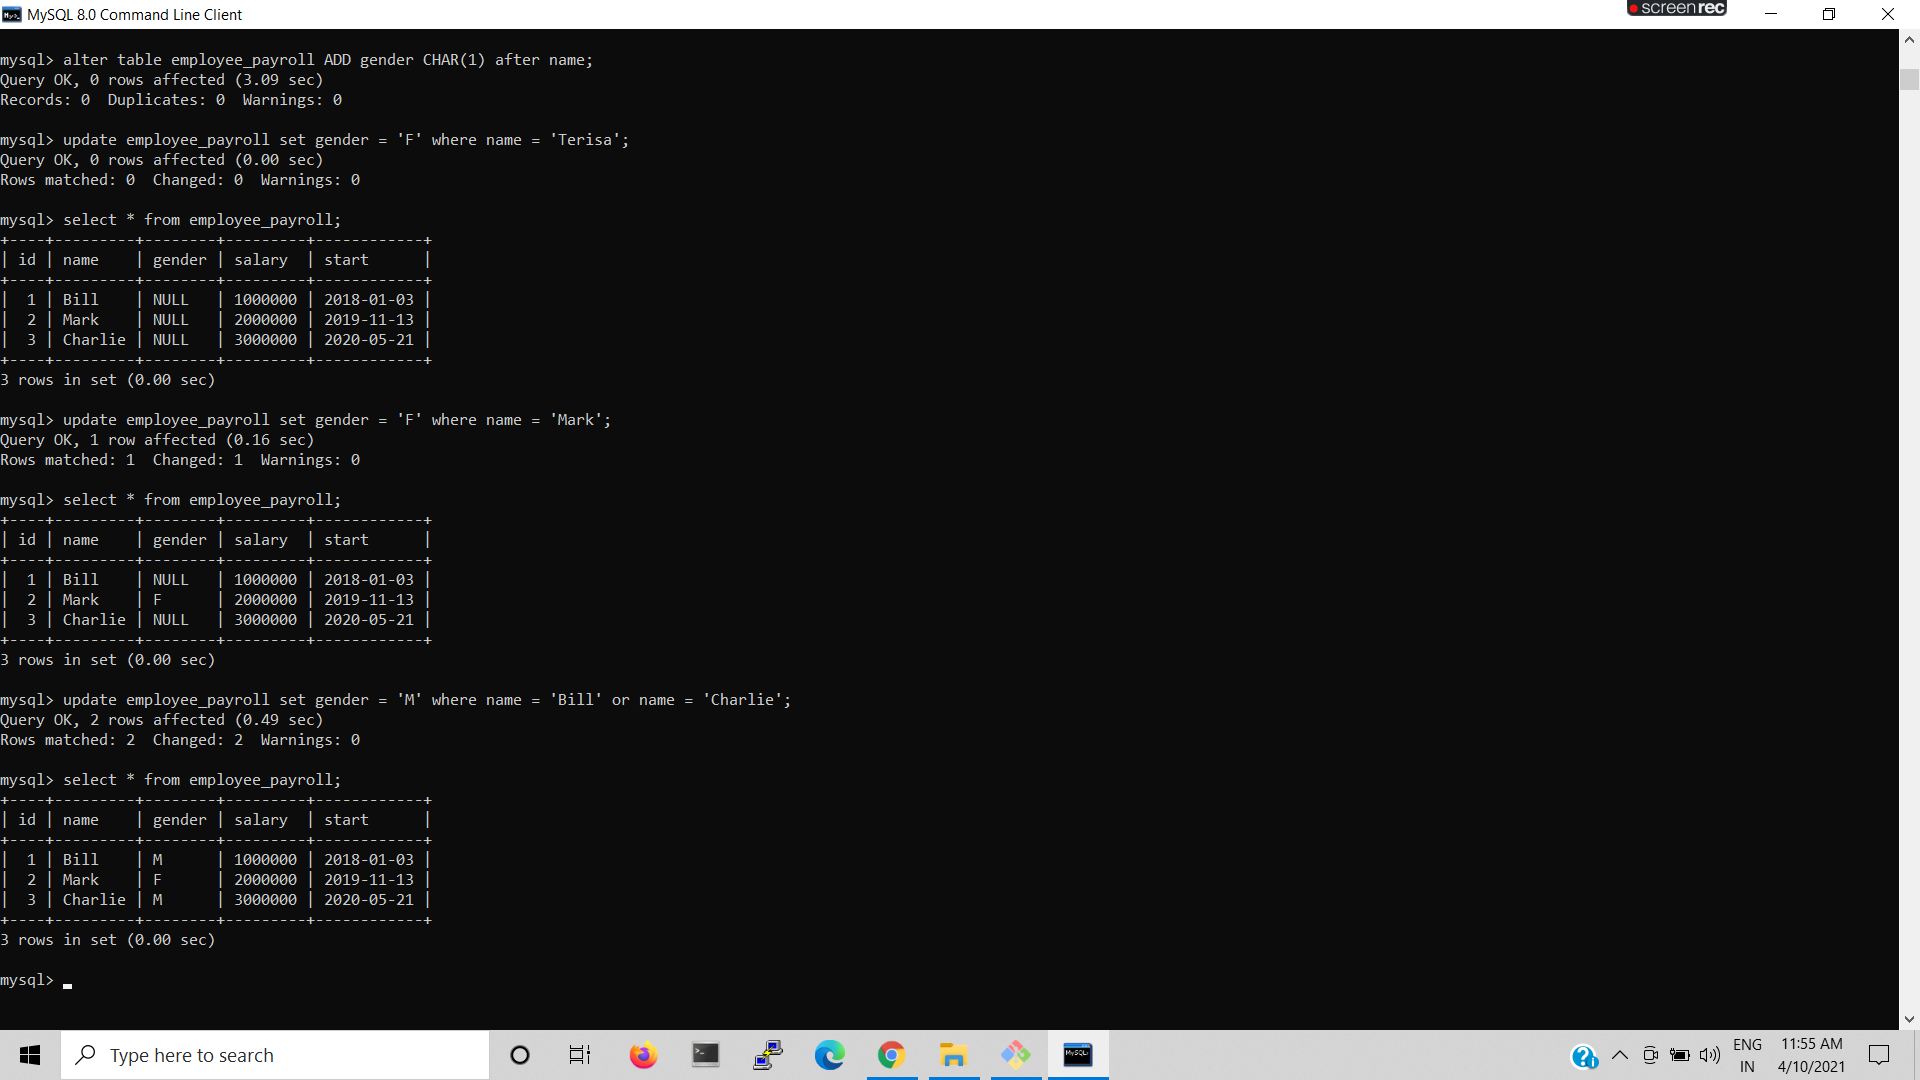 MySQL 8.0 Command Line Client
screenrec
mysql> alter table employee_payroll ADD gender CHAR(1) after name;
Query OK, 0 rows affected (3.09 sec)
Records: 0  Duplicates: 0  Warnings: 0
mysql> update employee_payroll set gender = 'F' where name = 'Terisa';
Query OK, 0 rows affected (0.00 sec)
Rows matched: 0  Changed: 0  Warnings: 0
mysql> select * from employee_payroll;
+----+---------+--------+---------+------------+
| id | name    | gender | salary  | start      |
+----+---------+--------+---------+------------+
|  1 | Bill    | NULL   | 1000000 | 2018-01-03 |
|  2 | Mark    | NULL   | 2000000 | 2019-11-13 |
|  3 | Charlie | NULL   | 3000000 | 2020-05-21 |
+----+---------+--------+---------+------------+
3 rows in set (0.00 sec)
mysql> update employee_payroll set gender = 'F' where name = 'Mark';
Query OK, 1 row affected (0.16 sec)
Rows matched: 1  Changed: 1  Warnings: 0
mysql> select * from employee_payroll;
+----+---------+--------+---------+------------+
| id | name    | gender | salary  | start      |
+----+---------+--------+---------+------------+
|  1 | Bill    | NULL   | 1000000 | 2018-01-03 |
|  2 | Mark    | F      | 2000000 | 2019-11-13 |
|  3 | Charlie | NULL   | 3000000 | 2020-05-21 |
+----+---------+--------+---------+------------+
3 rows in set (0.00 sec)
mysql> update employee_payroll set gender = 'M' where name = 'Bill' or name = 'Charlie';
Query OK, 2 rows affected (0.49 sec)
Rows matched: 2  Changed: 2  Warnings: 0
mysql> select * from employee_payroll;
+----+---------+--------+---------+------------+
| id | name    | gender | salary  | start      |
+----+---------+--------+---------+------------+
|  1 | Bill    | M      | 1000000 | 2018-01-03 |
|  2 | Mark    | F      | 2000000 | 2019-11-13 |
|  3 | Charlie | M      | 3000000 | 2020-05-21 |
+----+---------+--------+---------+------------+
3 rows in set (0.00 sec)
mysql> _
Type here to search
ENG
IN
11:55 AM
4/10/2021